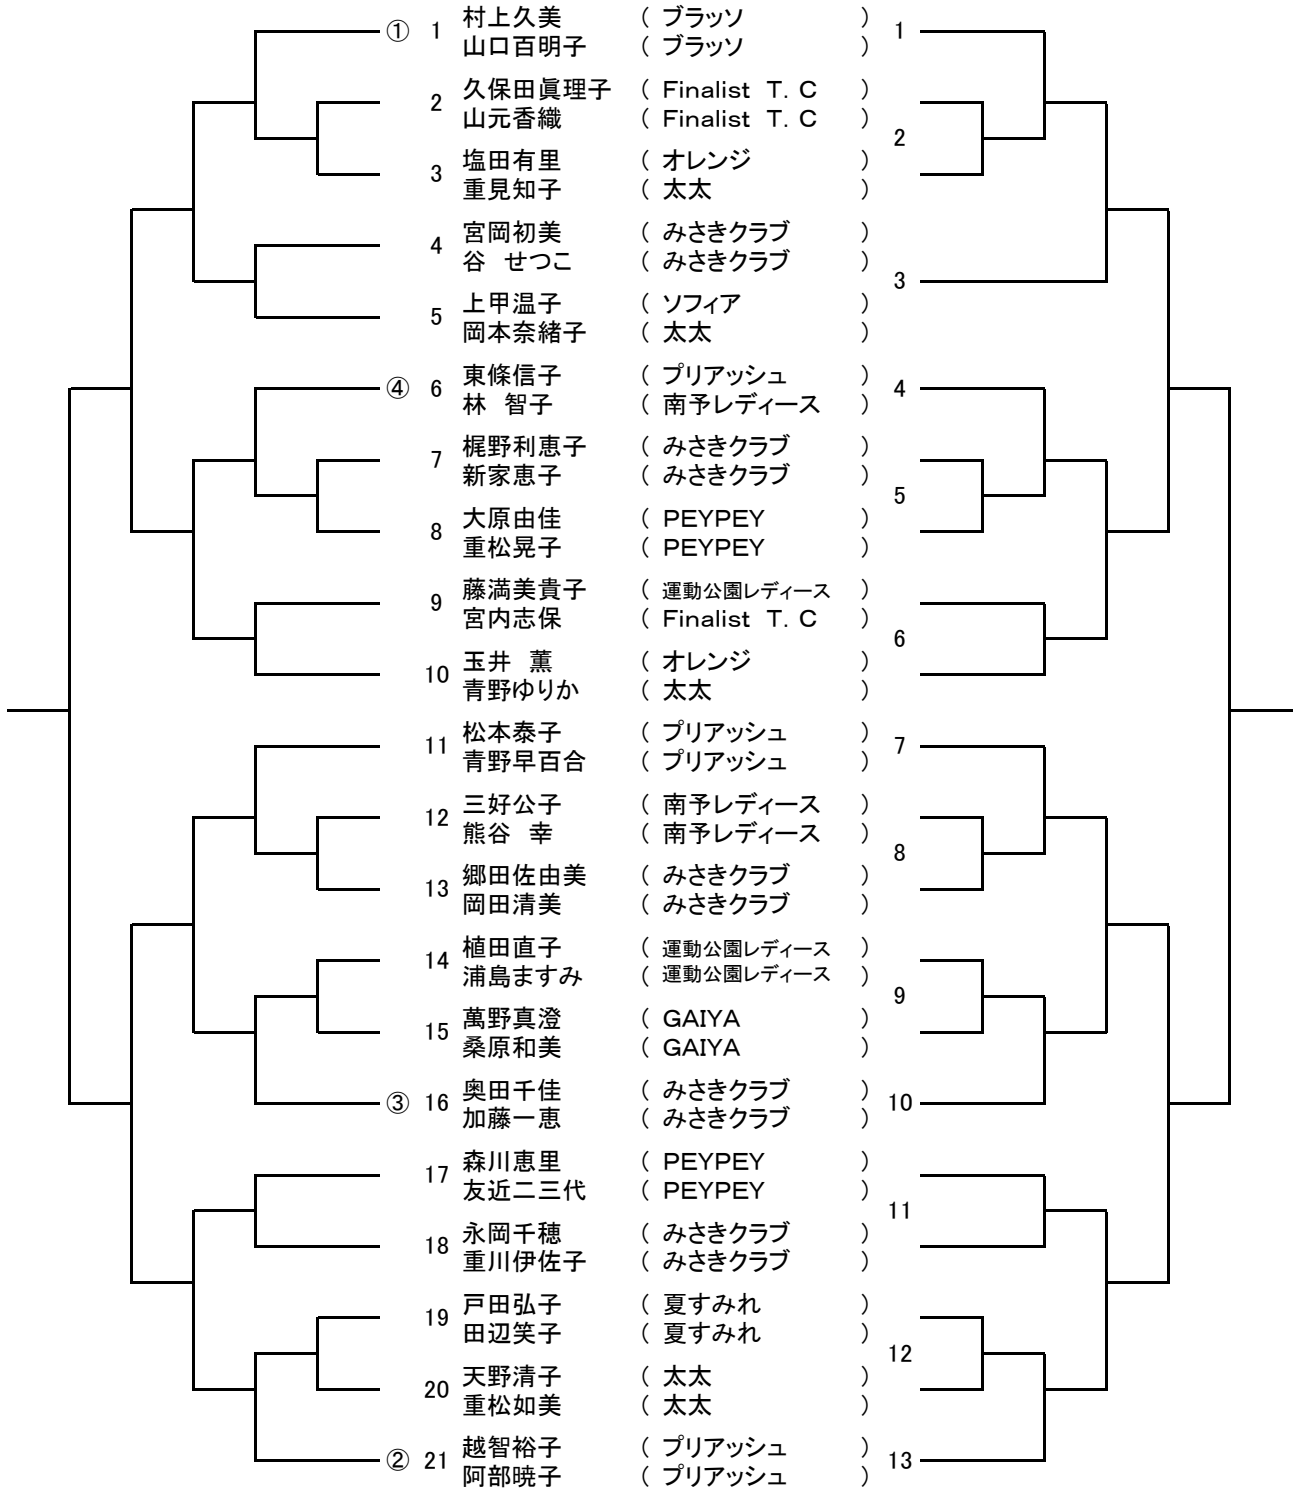 ① 1 村上久美 ( ブラッソ ) 1
山口百明子 ( ブラッソ )
2 久保田眞理子 ( Finalist T. C )
山元香織 ( Finalist T. C ) 2
3 塩田有里 ( オレンジ )
重見知子 ( 太太 )
4 宮岡初美 ( みさきクラブ )
谷 せつこ ( みさきクラブ ) 3
5 上甲温子 ( ソフィア )
岡本奈緒子 ( 太太 )
④ 6 東條信子 ( プリアッシュ ) 4
林 智子 ( 南予レディース )
7 梶野利恵子 ( みさきクラブ )
新家恵子 ( みさきクラブ ) 5
8 大原由佳 ( PEYPEY )
重松晃子 ( PEYPEY )
9 藤満美貴子 ( 運動公園レディース )
宮内志保 ( Finalist T. C ) 6
10 玉井 薫 ( オレンジ )
青野ゆりか ( 太太 )
11 松本泰子 ( プリアッシュ ) 7
青野早百合 ( プリアッシュ )
12 三好公子 ( 南予レディース )
熊谷 幸 ( 南予レディース ) 8
13 郷田佐由美 ( みさきクラブ )
岡田清美 ( みさきクラブ )
14 植田直子 ( 運動公園レディース )
浦島ますみ ( 運動公園レディース ) 9
15 萬野真澄 ( GAIYA )
桑原和美 ( GAIYA )
③ 16 奥田千佳 ( みさきクラブ ) 10
加藤一恵 ( みさきクラブ )
17 森川恵里 ( PEYPEY )
友近二三代 ( PEYPEY ) 11
18 永岡千穂 ( みさきクラブ )
重川伊佐子 ( みさきクラブ )
19 戸田弘子 ( 夏すみれ )
田辺笑子 ( 夏すみれ ) 12
20 天野清子 ( 太太 )
重松如美 ( 太太 )
② 21 越智裕子 ( プリアッシュ ) 13
阿部暁子 ( プリアッシュ )